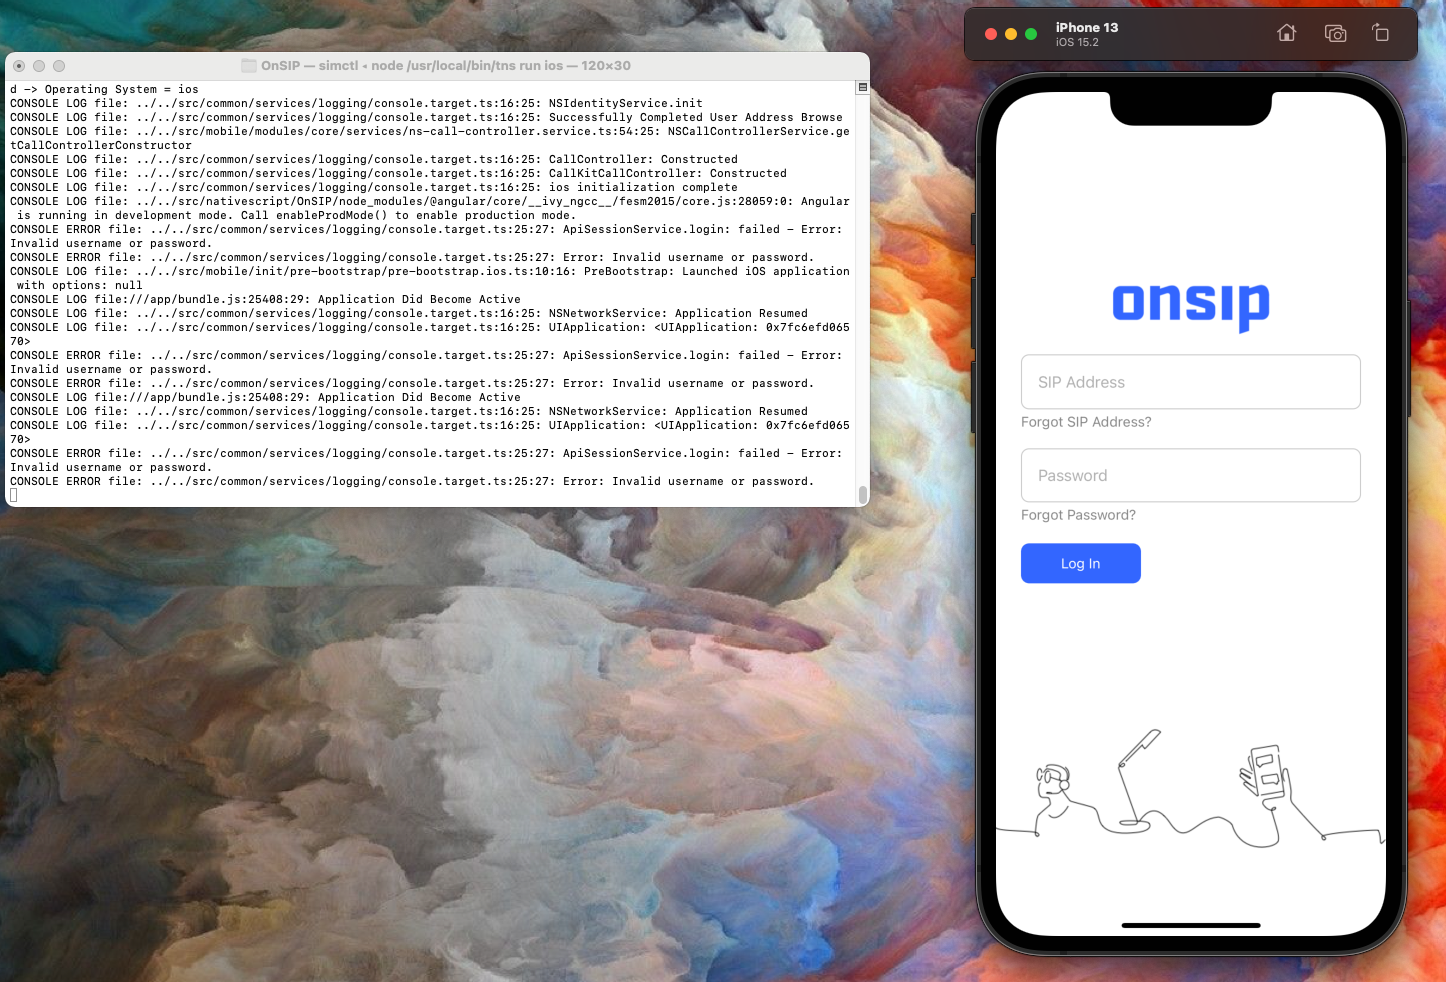 OnSIP — simctl ◂ node /usr/local/bin/tns run ios — 120×30
d -> Operating System = ios
CONSOLE LOG file: ../../src/common/services/logging/console.target.ts:16:25: NSIdentityService.init
CONSOLE LOG file: ../../src/common/services/logging/console.target.ts:16:25: Successfully Completed User Address Browse
CONSOLE LOG file: ../../src/mobile/modules/core/services/ns-call-controller.service.ts:54:25: NSCallControllerService.ge
tCallControllerConstructor
CONSOLE LOG file: ../../src/common/services/logging/console.target.ts:16:25: CallController: Constructed
CONSOLE LOG file: ../../src/common/services/logging/console.target.ts:16:25: CallKitCallController: Constructed
CONSOLE LOG file: ../../src/common/services/logging/console.target.ts:16:25: ios initialization complete
CONSOLE LOG file: ../../src/nativescript/OnSIP/node_modules/@angular/core/__ivy_ngcc__/fesm2015/core.js:28059:0: Angular
 is running in development mode. Call enableProdMode() to enable production mode.
CONSOLE ERROR file: ../../src/common/services/logging/console.target.ts:25:27: ApiSessionService.login: failed - Error:
Invalid username or password.
CONSOLE ERROR file: ../../src/common/services/logging/console.target.ts:25:27: Error: Invalid username or password.
CONSOLE LOG file: ../../src/mobile/init/pre-bootstrap/pre-bootstrap.ios.ts:10:16: PreBootstrap: Launched iOS application
 with options: null
CONSOLE LOG file:///app/bundle.js:25408:29: Application Did Become Active
CONSOLE LOG file: ../../src/common/services/logging/console.target.ts:16:25: NSNetworkService: Application Resumed
CONSOLE LOG file: ../../src/common/services/logging/console.target.ts:16:25: UIApplication: <UIApplication: 0x7fc6efd065
70>
CONSOLE ERROR file: ../../src/common/services/logging/console.target.ts:25:27: ApiSessionService.login: failed - Error:
Invalid username or password.
CONSOLE ERROR file: ../../src/common/services/logging/console.target.ts:25:27: Error: Invalid username or password.
CONSOLE LOG file:///app/bundle.js:25408:29: Application Did Become Active
CONSOLE LOG file: ../../src/common/services/logging/console.target.ts:16:25: NSNetworkService: Application Resumed
CONSOLE LOG file: ../../src/common/services/logging/console.target.ts:16:25: UIApplication: <UIApplication: 0x7fc6efd065
70>
CONSOLE ERROR file: ../../src/common/services/logging/console.target.ts:25:27: ApiSessionService.login: failed - Error:
Invalid username or password.
CONSOLE ERROR file: ../../src/common/services/logging/console.target.ts:25:27: Error: Invalid username or password.
iPhone 13
iOS 15.2
onsip
SIP Address
Forgot SIP Address?
Password
Forgot Password?
Log In